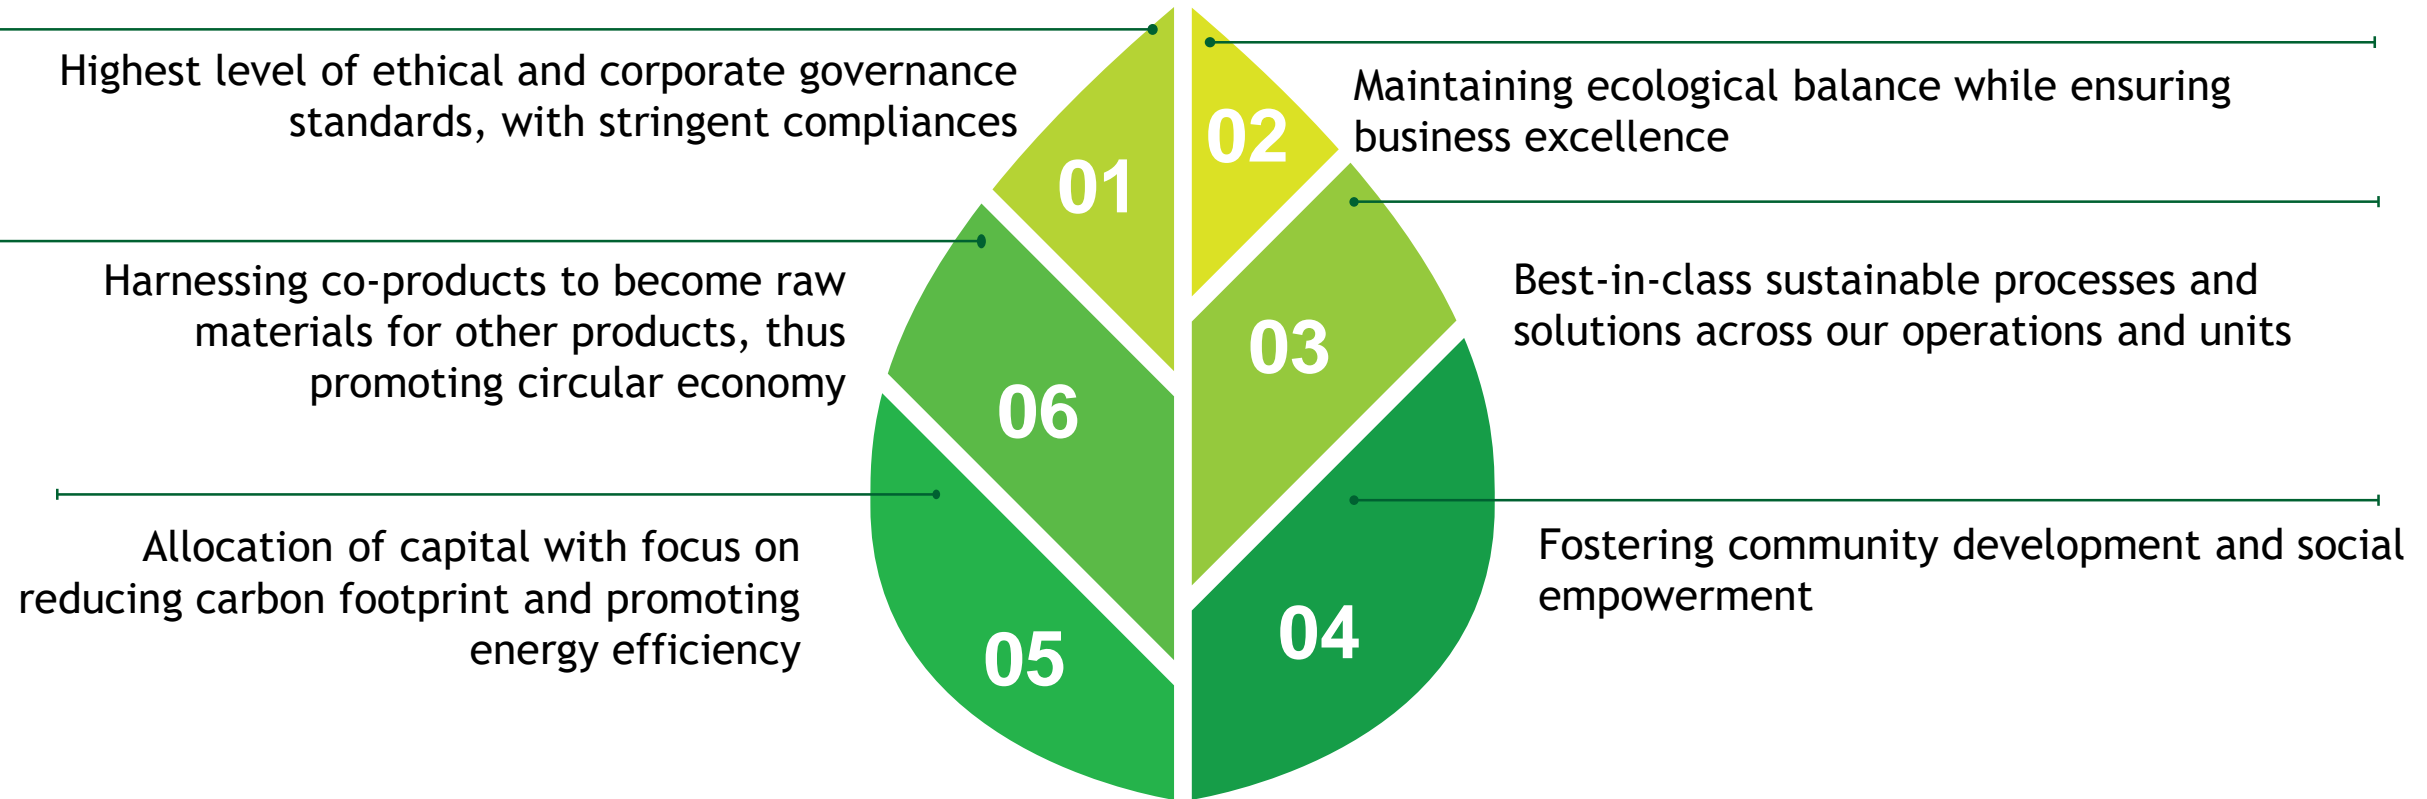 Highest level of ethical and corporate governance
standards, with stringent compliances
01
02
Maintaining ecological balance while ensuring
business excellence
Harnessing co-products to become raw
materials for other products, thus
promoting circular economy
06
03
Best-in-class sustainable processes and
solutions across our operations and units
Allocation of capital with focus on
reducing carbon footprint and promoting
energy efficiency
05
04
Fostering community development and social
empowerment